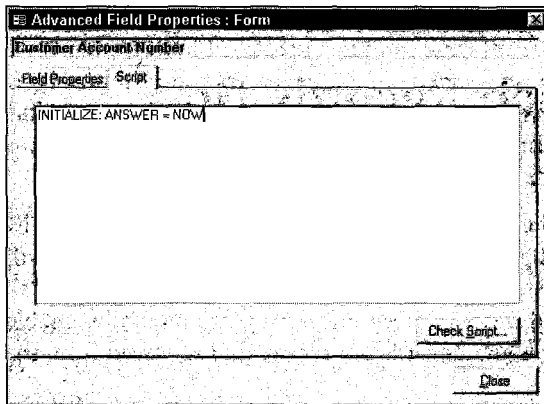 Advanced Field Properties : Form
Customer Account Number
Field Properties Script
INITIALIZE: ANSWER = NOW
Check Script...
Close